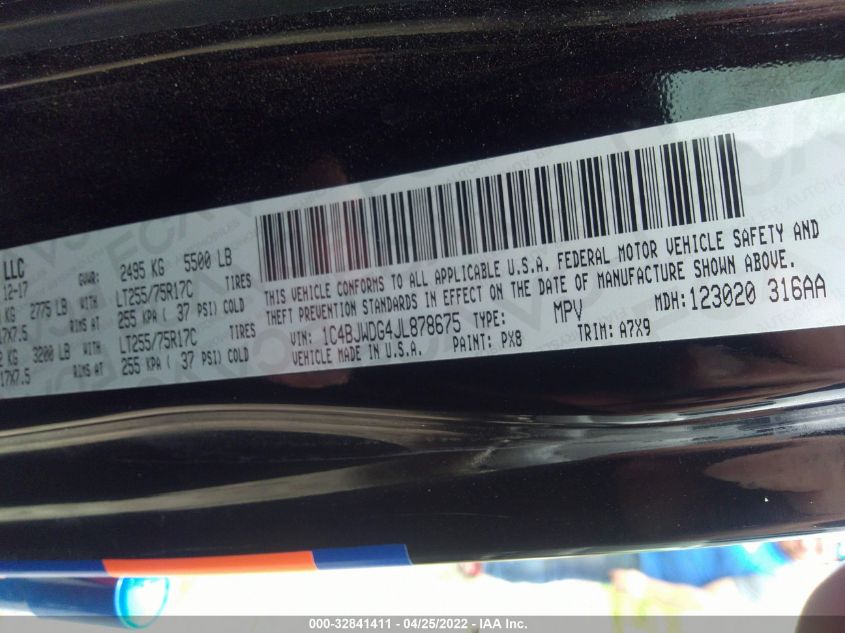 LLC
12-17
GVWR: 2495 KG 5500 LB
KG 2775 LB WITH LT255/75R17C TIRES
17X7.5 RIMS AT 255 KPA ( 37 PSI) COLD
KG 3200 LB WITH LT255/75R17C TIRES
17X7.5 RIMS AT 255 KPA ( 37 PSI) COLD
THIS VEHICLE CONFORMS TO ALL APPLICABLE U.S.A. FEDERAL MOTOR VEHICLE SAFETY AND
THEFT PREVENTION STANDARDS IN EFFECT ON THE DATE OF MANUFACTURE SHOWN ABOVE.
VIN: 1C4BJWDG4JL878675 TYPE: MPV MDH: 123020 316AA
VEHICLE MADE IN U.S.A. PAINT: PX8 TRIM: A7X9
000-32841411 - 04/25/2022 - IAA Inc.